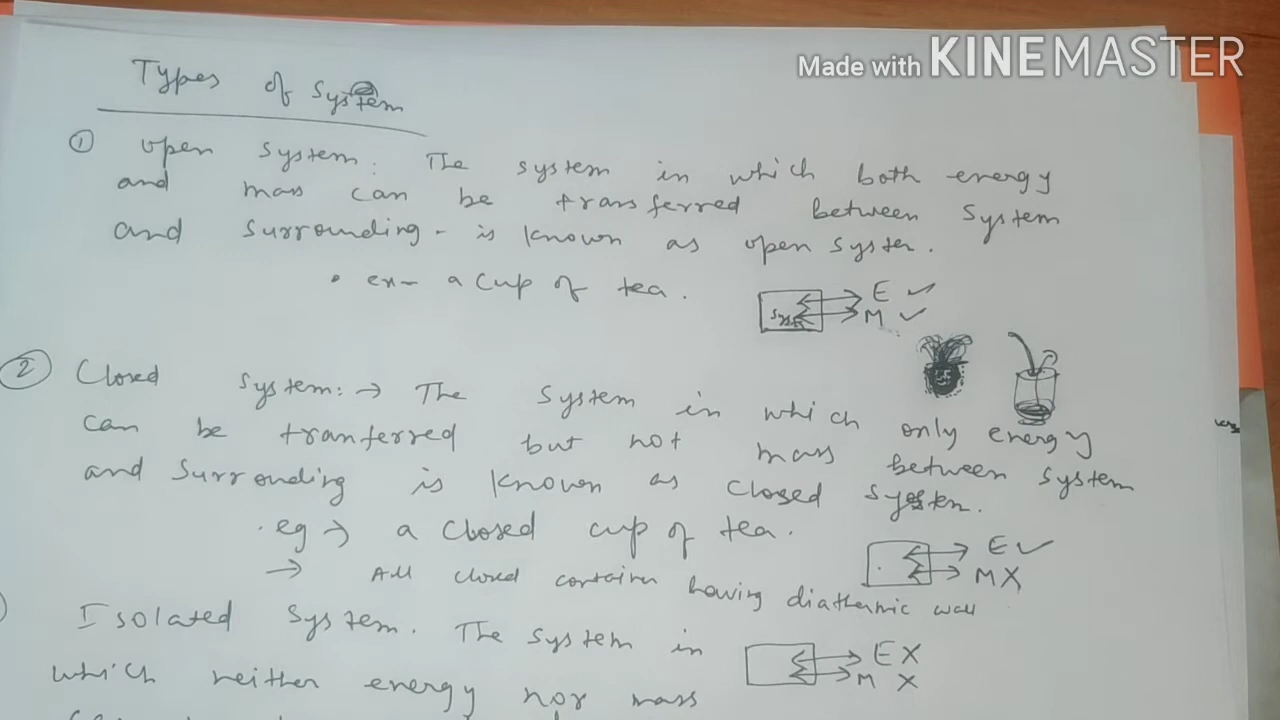 Made with KINEMASTER
Types of System
① open system: The system in which both energy
and mass can be transferred between system
and surrounding - is known as open system.
• ex- a cup of tea.
E ✓
syst M ✓
② Closed system: → The system in which only energy
can be tranferred but not mass between system
and surrounding is known as closed system.
. eg → a closed cup of tea.
E ✓
M X
→ All closed container having diathermic wall
Isolated System. The system in
E X
M X
which neither energy nor mass